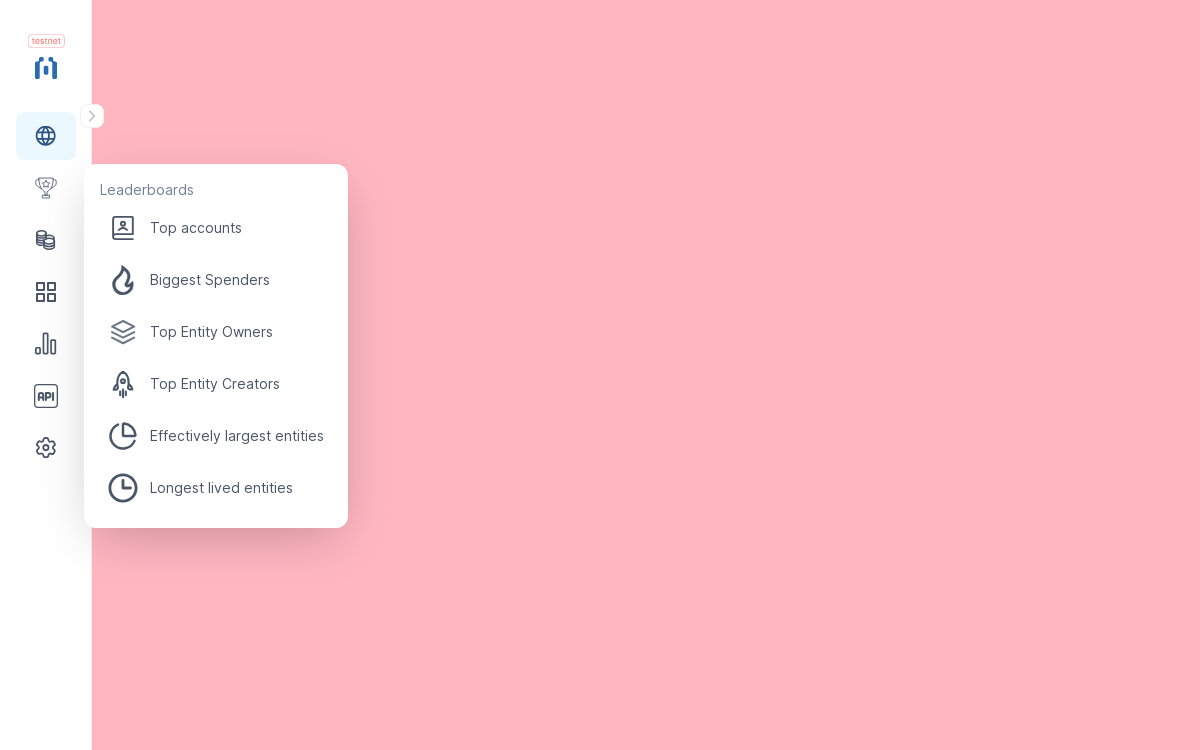 testnet
Leaderboards
Top accounts
Biggest Spenders
Top Entity Owners
Top Entity Creators
API
Effectively largest entities
Longest lived entities